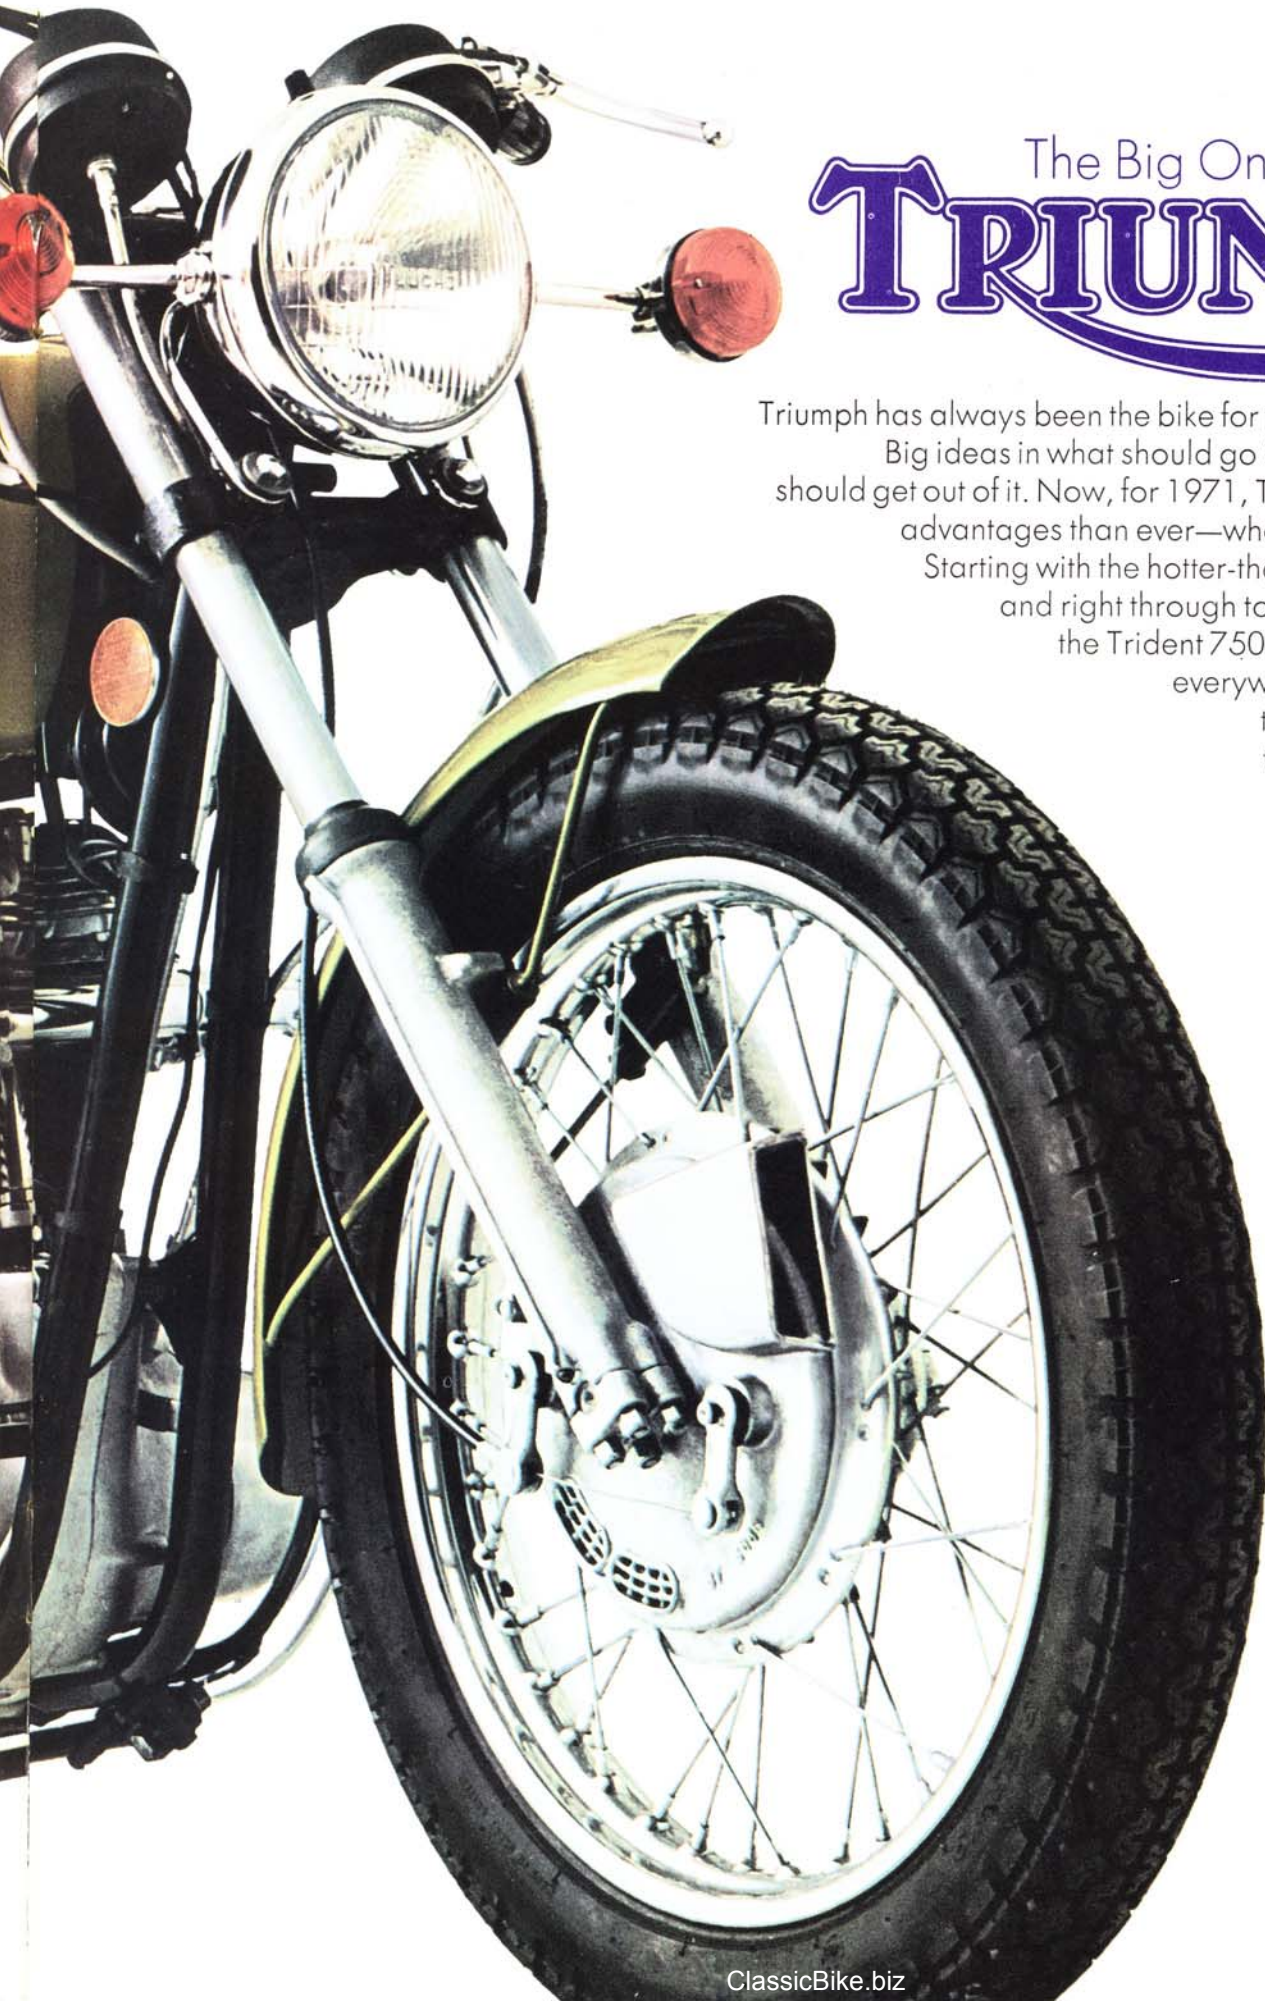 The Big On
TRIUM
Triumph has always been the bike for
Big ideas in what should go
should get out of it. Now, for 1971, T
advantages than ever—wh
Starting with the hotter-th
and right through to
the Trident 750
everyw
t
LUCAS
ClassicBike.biz